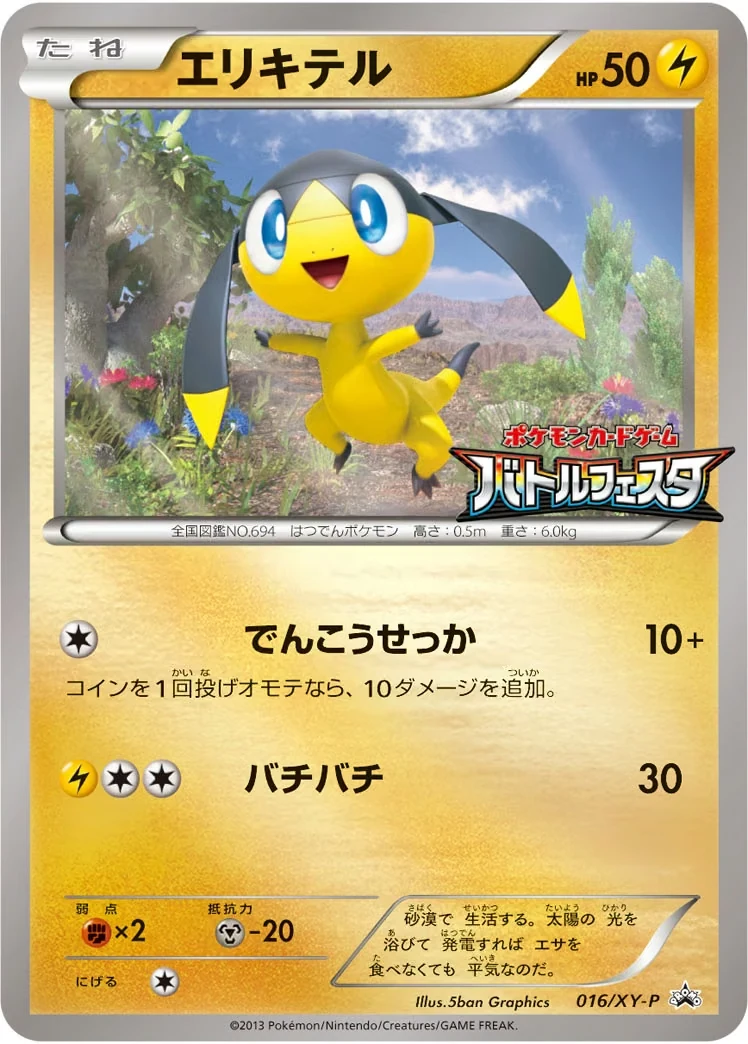 たね
エリキテル
HP50
ポケモンカードゲーム
バトルフェスタ
全国図鑑NO.694 はつでんポケモン 高さ:0.5m 重さ:6.0kg
でんこうせっか 10+
コインを1回投げオモテなら、10ダメージを追加。
バチバチ 30
弱点 抵抗力
×2 -20
にげる
砂漠で 生活する。太陽の 光を
浴びて 発電すれば エサを
食べなくても 平気なのだ。
Illus.5ban Graphics 016/XY-P
©2013 Pokémon/Nintendo/Creatures/GAME FREAK.